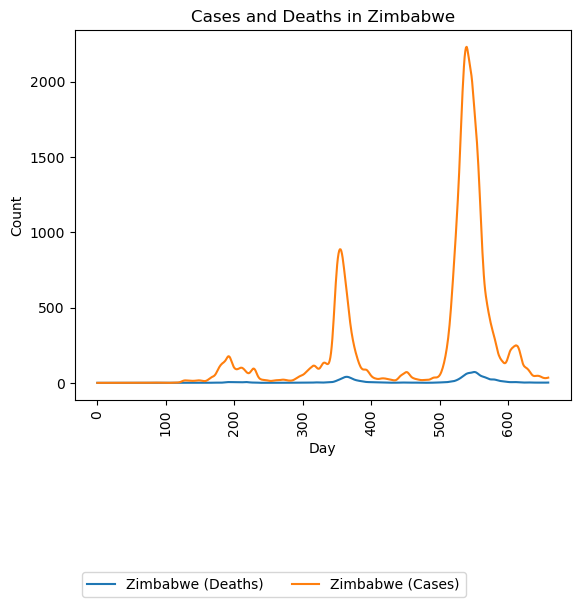 Cases and Deaths in Zimbabwe
2000
1500
1000
500
0
Count
0 100 200 300 400 500 600
Day
Zimbabwe (Deaths) Zimbabwe (Cases)